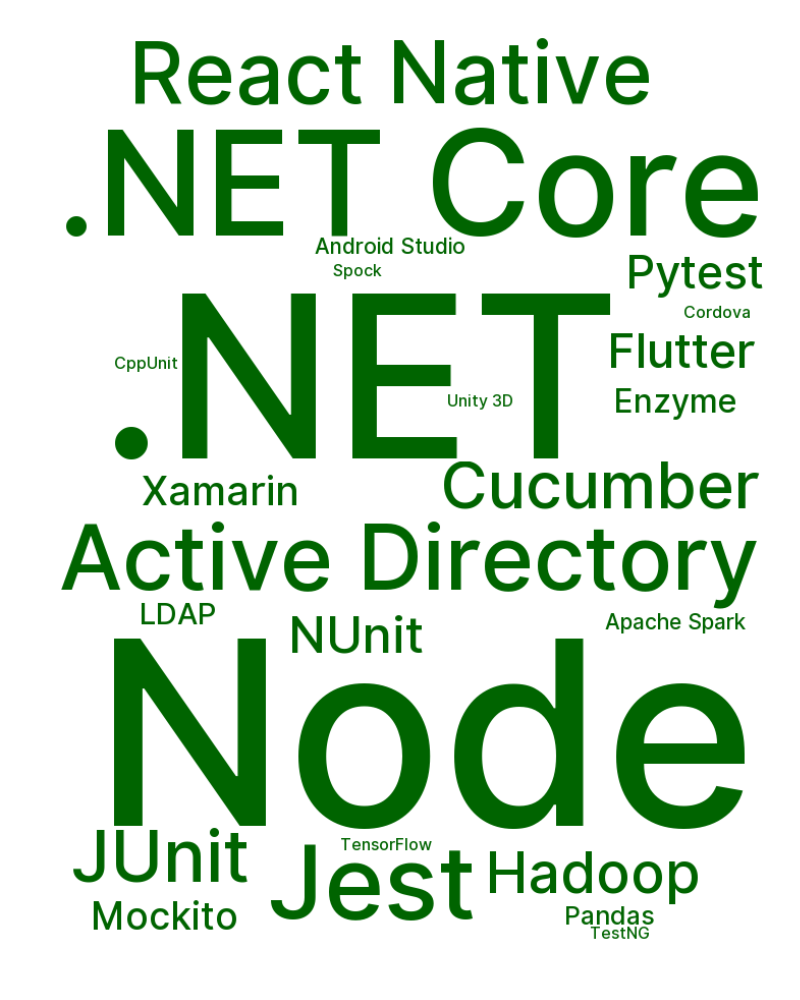 React Native
.NET Core
Android Studio
Spock
Pytest
Cordova
.NET
Flutter
CppUnit
Enzyme
Unity 3D
Xamarin
Cucumber
Active Directory
LDAP
NUnit
Apache Spark
Node
JUnit
TensorFlow
Jest
Hadoop
Mockito
Pandas
TestNG